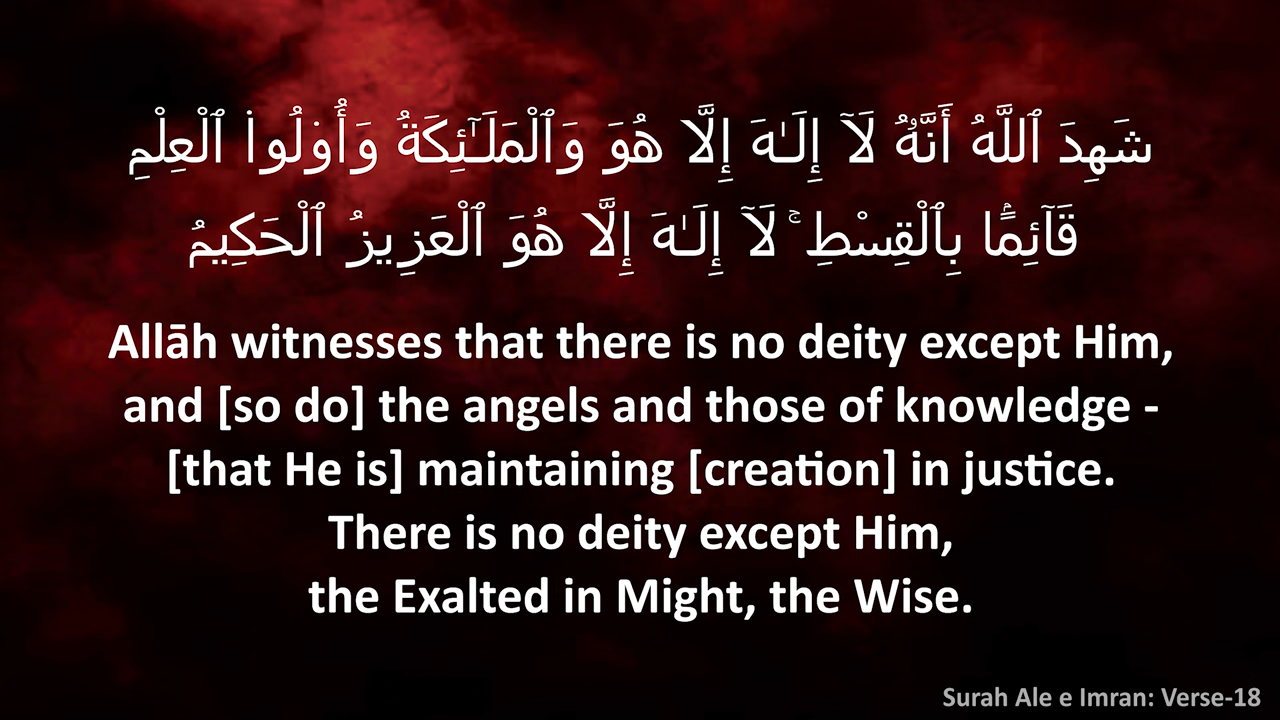 شَهِدَ ٱللَّهُ أَنَّهُۥ لَآ إِلَـٰهَ إِلَّا هُوَ وَٱلْمَلَـٰٓئِكَةُ وَأُو۟لُوا۟ ٱلْعِلْمِ
قَآئِمًۢا بِٱلْقِسْطِ ۚ لَآ إِلَـٰهَ إِلَّا هُوَ ٱلْعَزِيزُ ٱلْحَكِيمُ
Allāh witnesses that there is no deity except Him,
and [so do] the angels and those of knowledge -
[that He is] maintaining [creation] in justice.
There is no deity except Him,
the Exalted in Might, the Wise.
Surah Ale e Imran: Verse-18